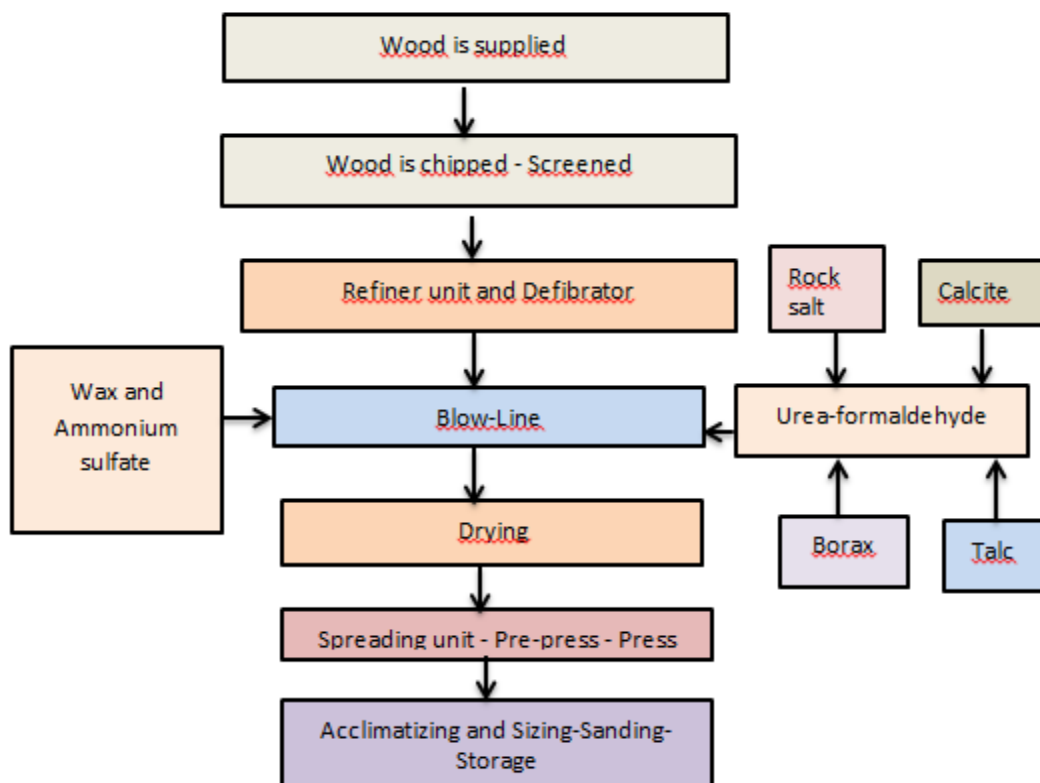 Wood is supplied
Wood is chipped - Screened
Refiner unit and Defibrator
Rock
salt
Calcite
Wax and
Ammonium
sulfate
Blow-Line
Urea-formaldehyde
Drying
Borax
Talc
Spreading unit - Pre-press - Press
Acclimatizing and Sizing-Sanding-
Storage